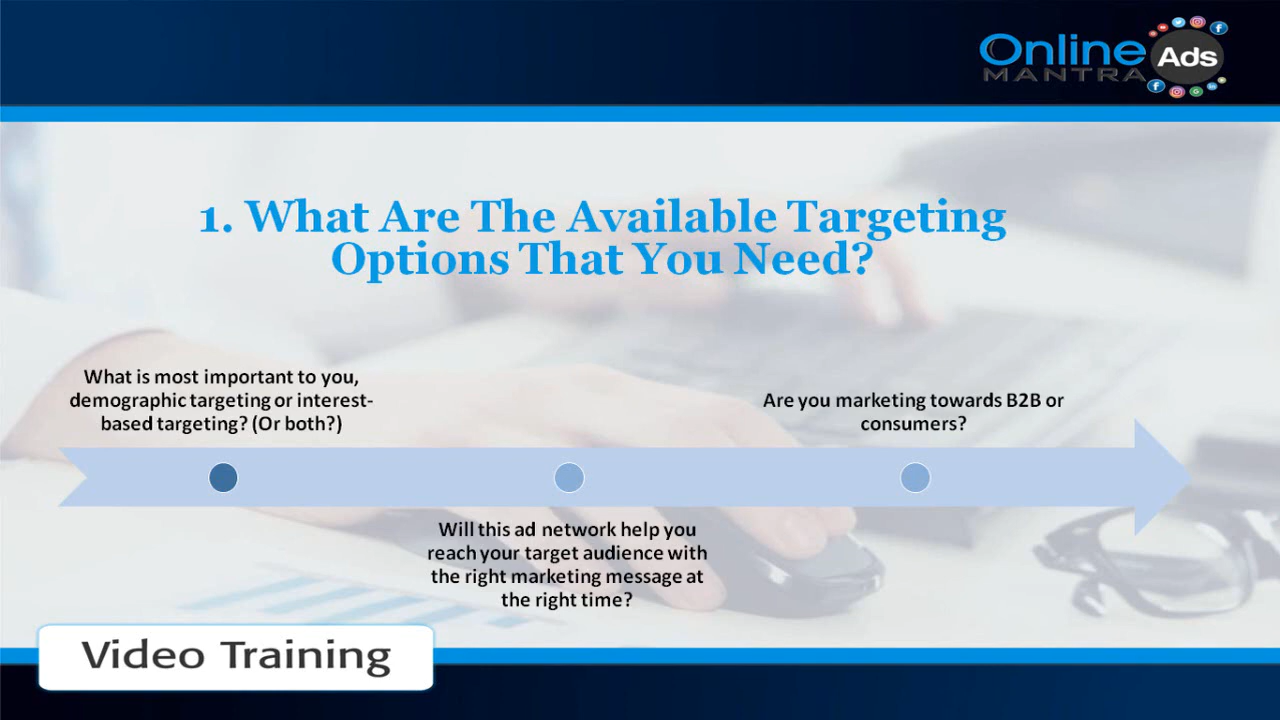 Online
MANTRA
Ads
1. What Are The Available Targeting
Options That You Need?
What is most important to you,
demographic targeting or interest-
based targeting? (Or both?)
Are you marketing towards B2B or
consumers?
Will this ad network help you
reach your target audience with
the right marketing message at
the right time?
Video Training